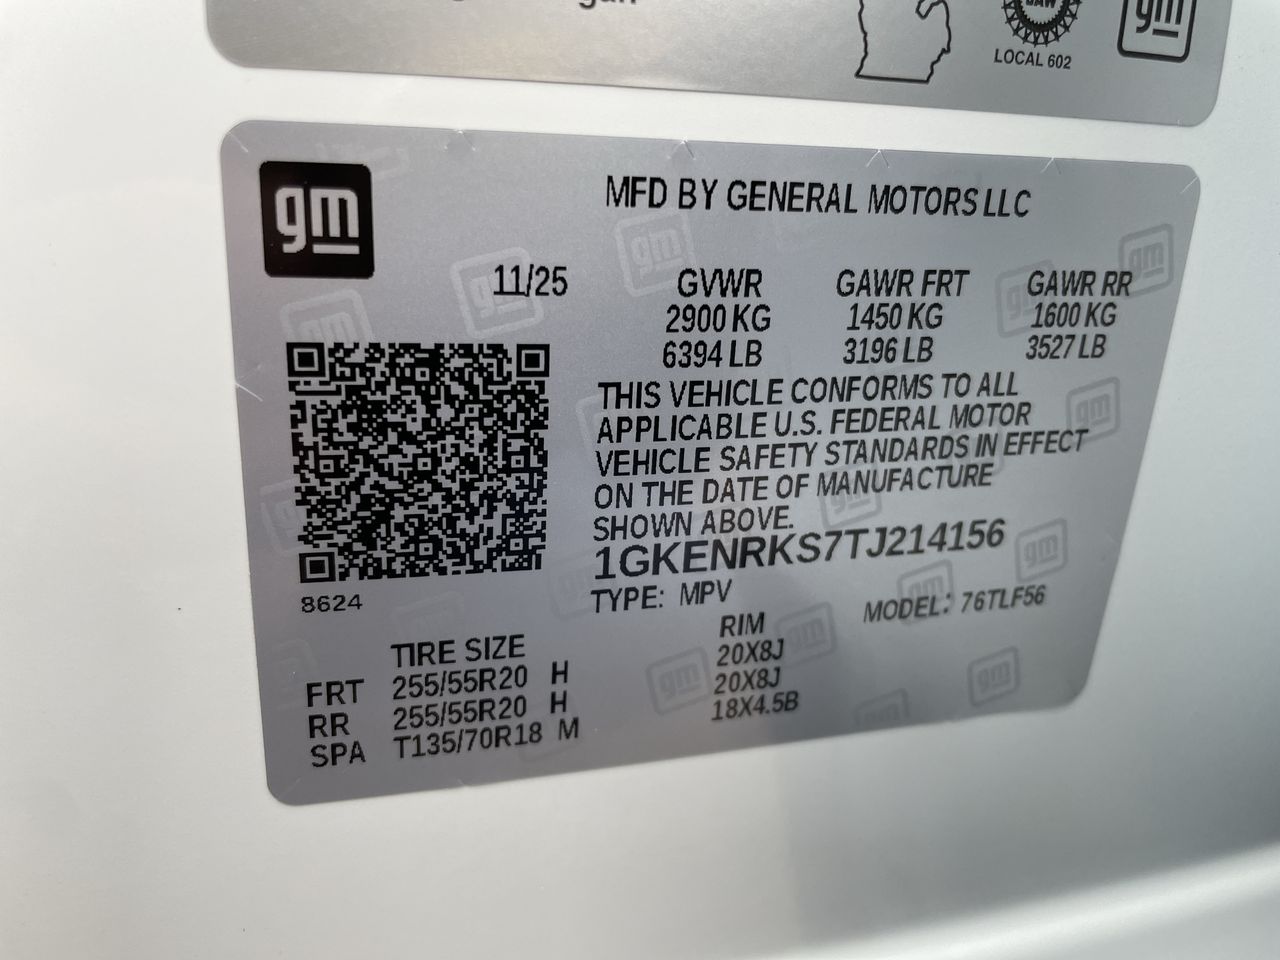 LOCAL 602
gm
gm
MFD BY GENERAL MOTORS LLC
11/25
GVWR GAWR FRT GAWR RR
2900 KG 1450 KG 1600 KG
6394 LB 3196 LB 3527 LB
THIS VEHICLE CONFORMS TO ALL
APPLICABLE U.S. FEDERAL MOTOR
VEHICLE SAFETY STANDARDS IN EFFECT
ON THE DATE OF MANUFACTURE
SHOWN ABOVE.
1GKENRKS7TJ214156
8624
TYPE: MPV MODEL: 76TLF56
TIRE SIZE RIM
FRT 255/55R20 H 20X8J
RR 255/55R20 H 20X8J
SPA T135/70R18 M 18X4.5B